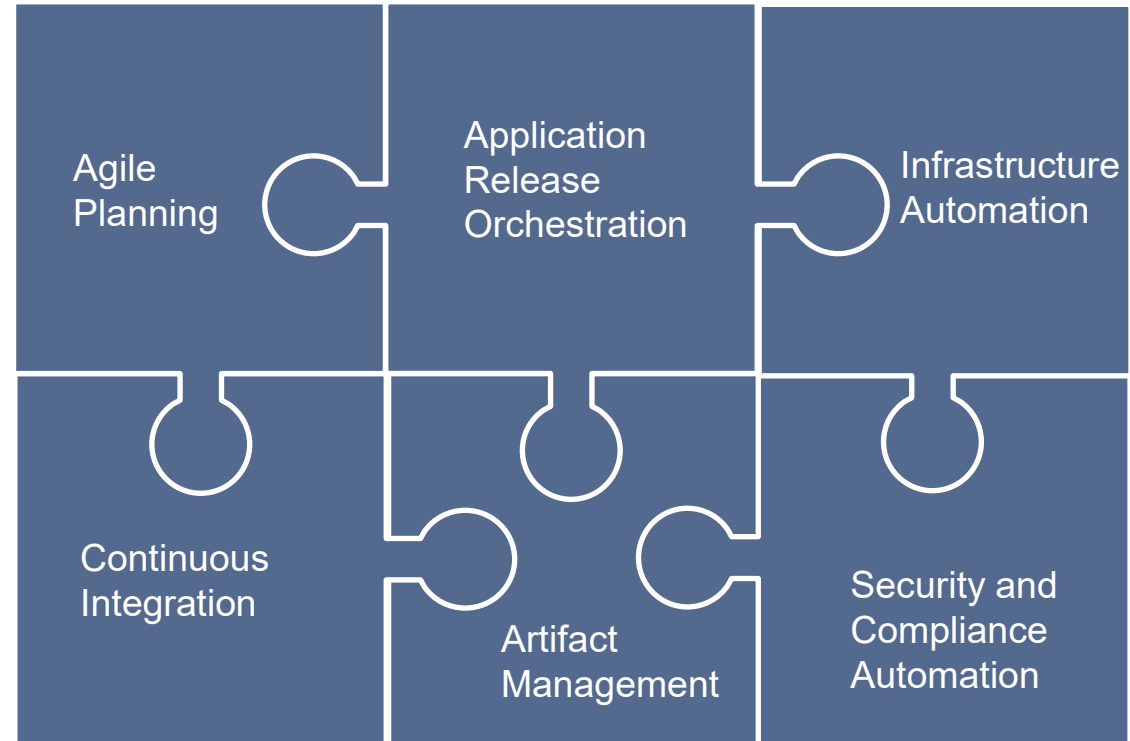 Agile
Planning
Application
Release
Orchestration
Infrastructure
Automation
Continuous
Integration
Artifact
Management
Security and
Compliance
Automation